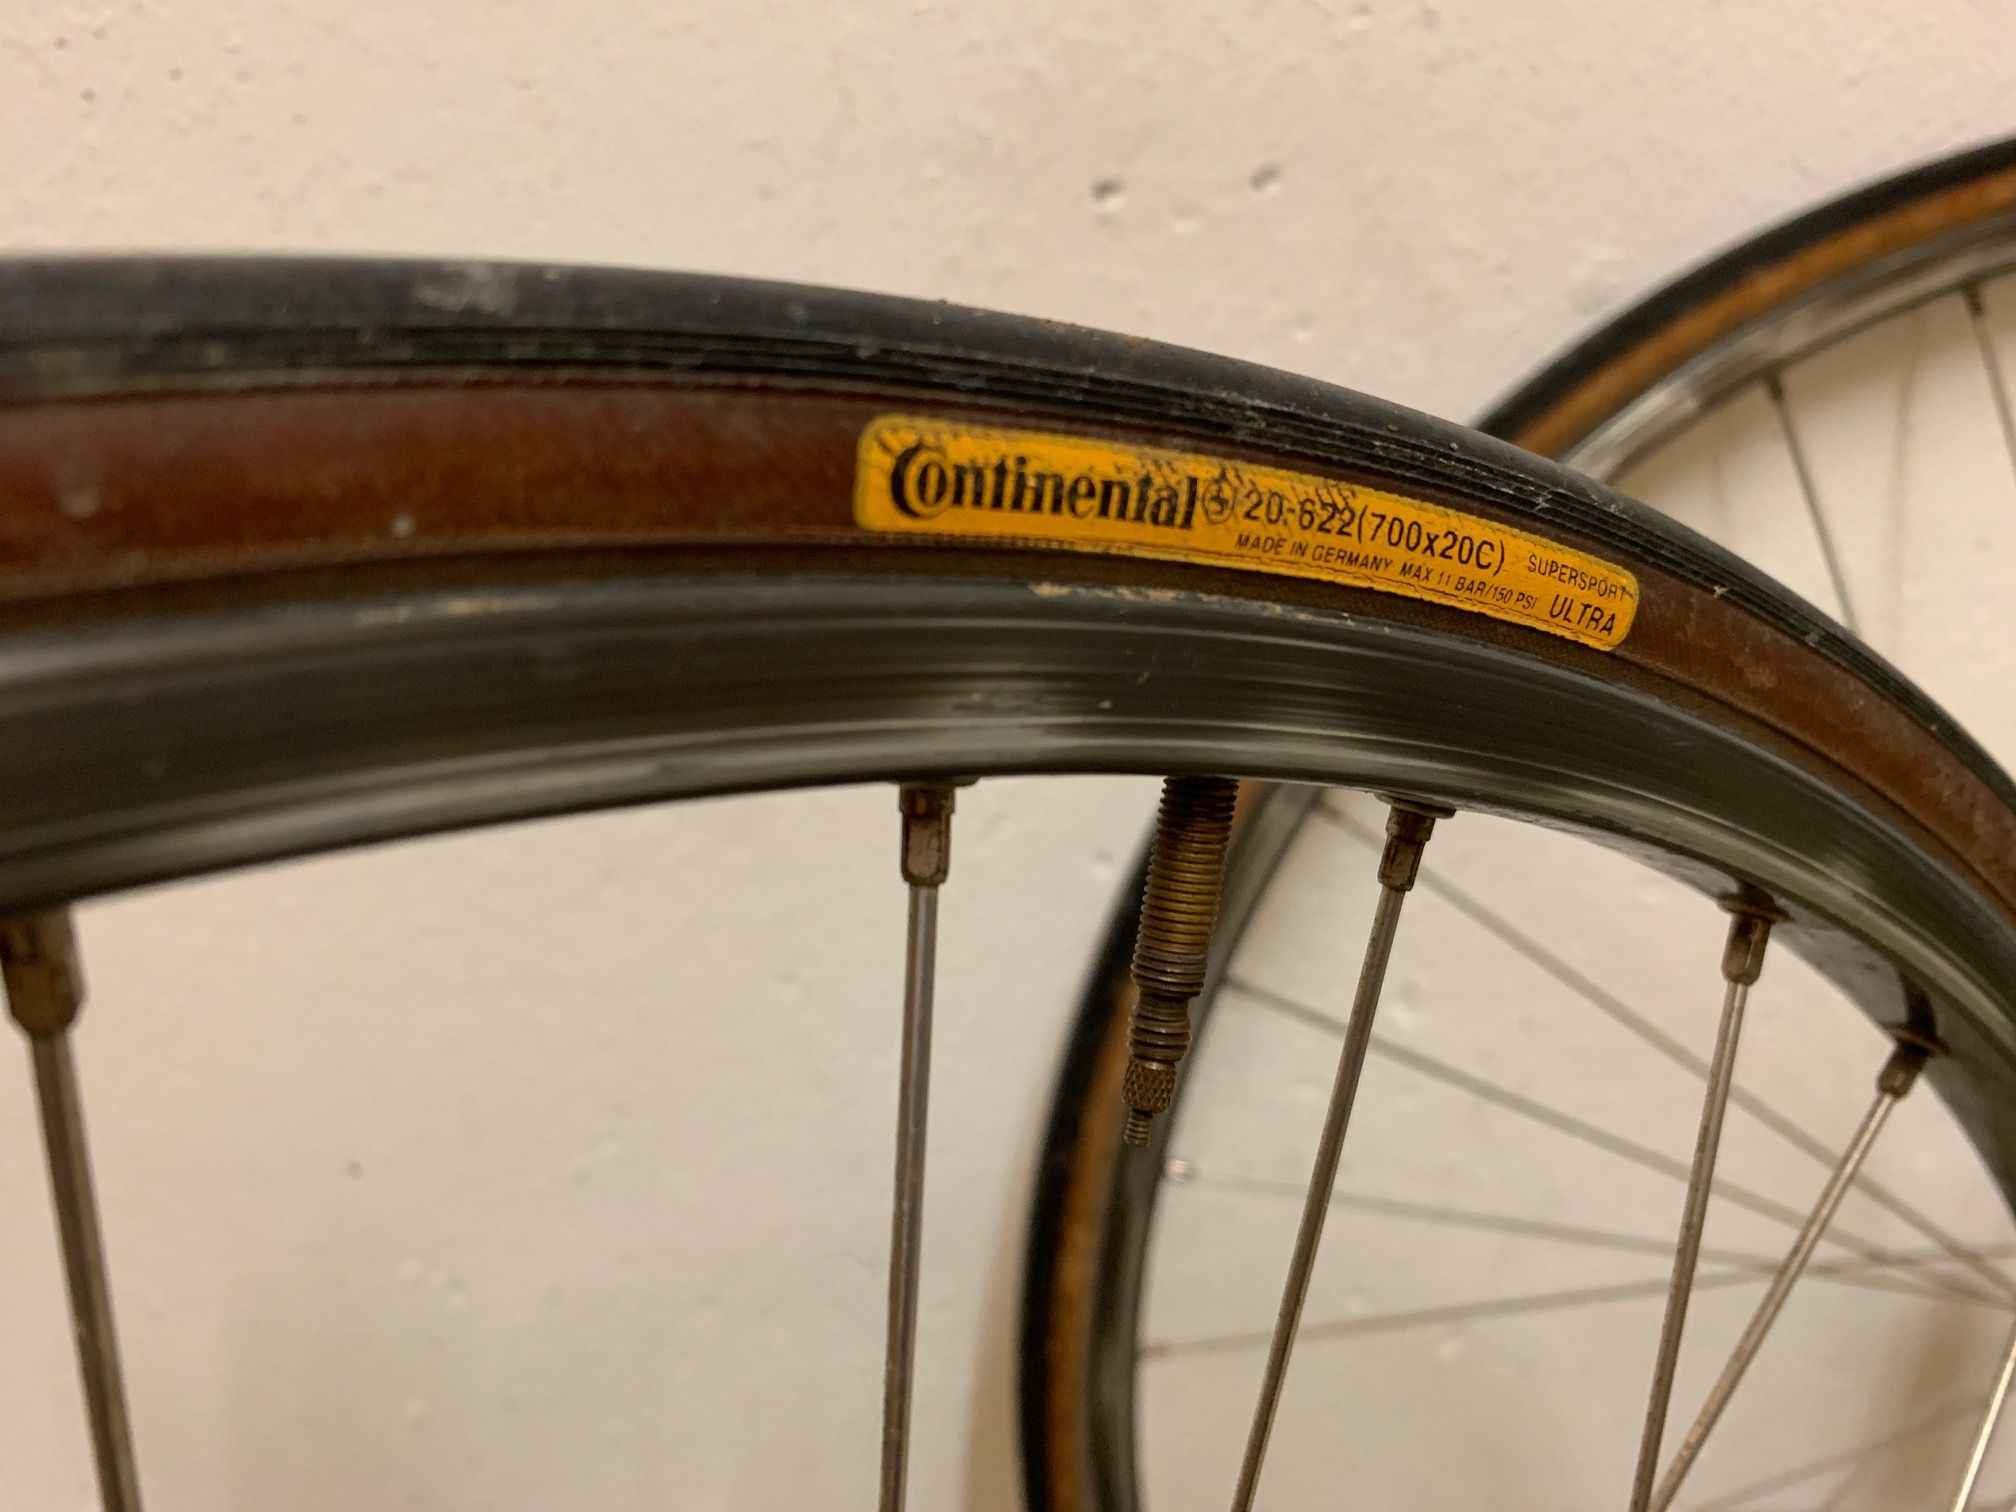 Continental 20-622(700x20C) SUPERSPORT
MADE IN GERMANY MAX 11 BAR/150 PSI ULTRA